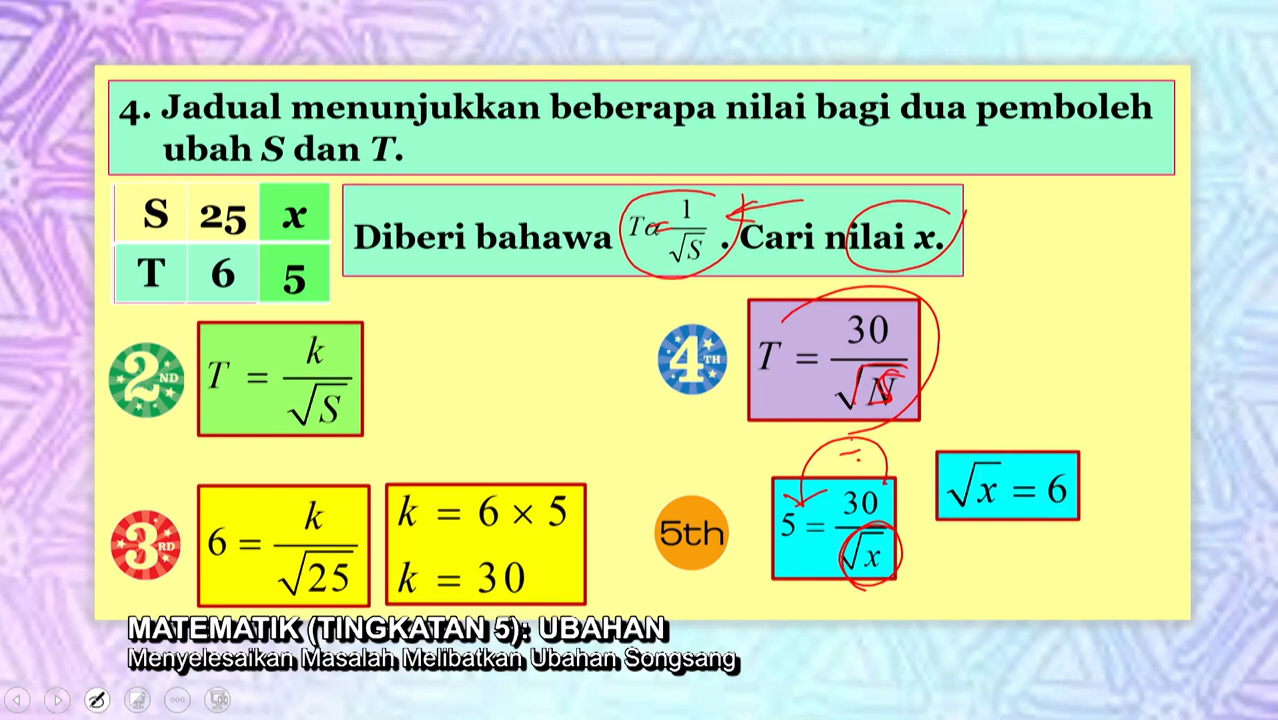 4. Jadual menunjukkan beberapa nilai bagi dua pemboleh
ubah S dan T.
S 25 x
T 6 5
Diberi bahawa T α 1/√S . Cari nilai x.
2ND
T = k/√S
4TH
T = 30/√N S
3RD
6 = k/√25
k = 6 × 5
k = 30
5th
÷
5 = 30/√x
√x = 6
MATEMATIK (TINGKATAN 5): UBAHAN
Menyelesaikan Masalah Melibatkan Ubahan Songsang